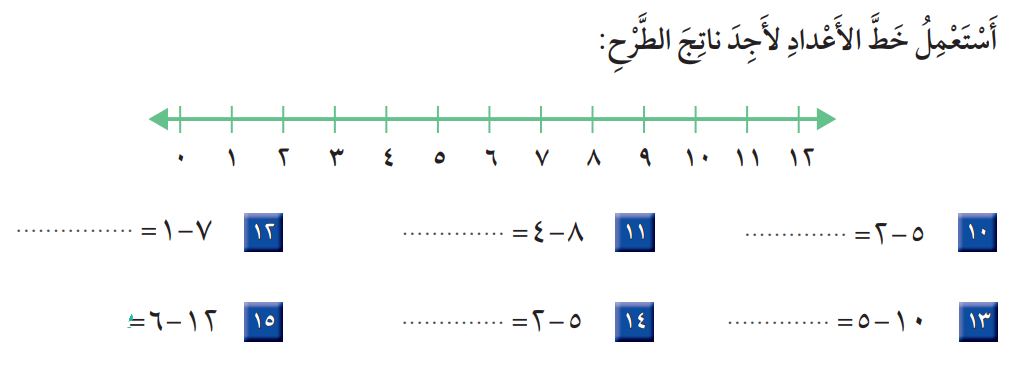 أَسْتَعْمِلُ خَطَّ الأَعْدادِ لأَجِدَ ناتِجَ الطَّرْحِ:
٠ ١ ٢ ٣ ٤ ٥ ٦ ٧ ٨ ٩ ١٠ ١١ ١٢
١٠ ٥ – ٢ = .............. ١١ ٨ – ٤ = .............. ١٢ ٧ – ١ = ................
١٣ ١٠ – ٥ = .............. ١٤ ٥ – ٢ = .............. ١٥ ١٢ – ٦ =